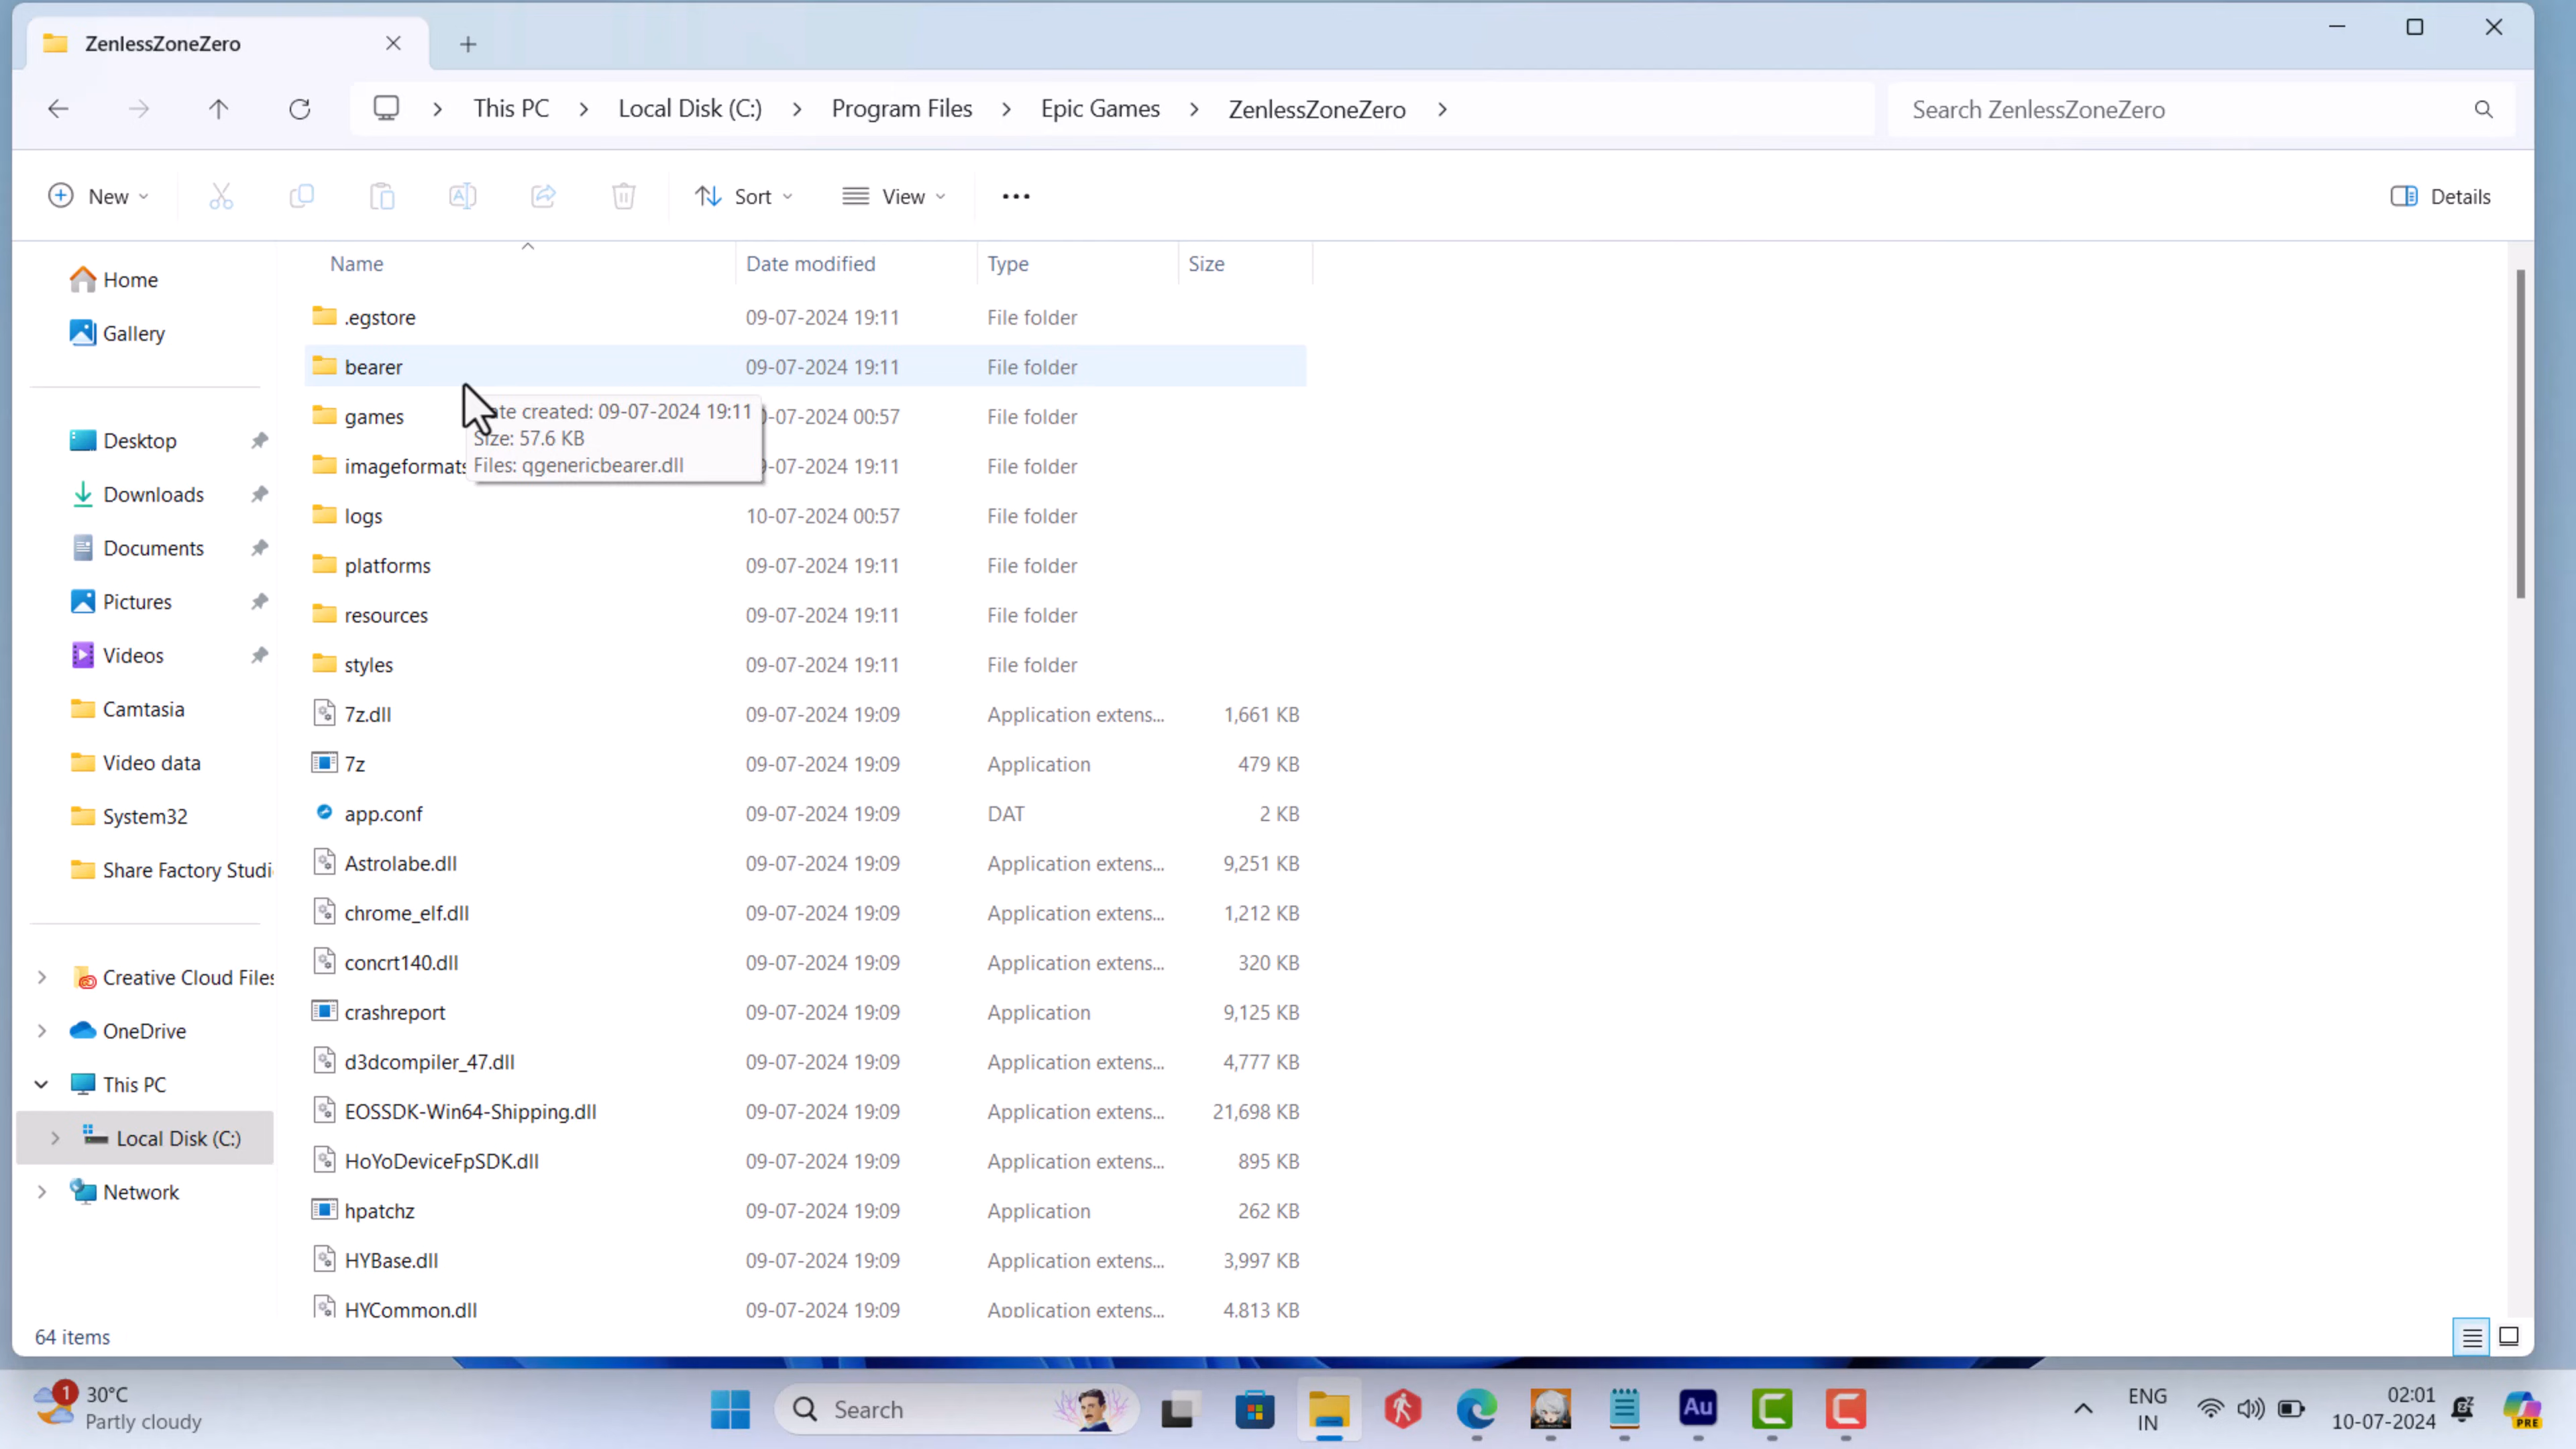 ZenlessZoneZero
This PC Local Disk (C:) Program Files Epic Games ZenlessZoneZero Search ZenlessZoneZero
New Sort View ••• Details
Name Date modified Type Size
Home
Gallery
Desktop
Downloads
Documents
Pictures
Videos
Camtasia
Video data
System32
Share Factory Studi
Creative Cloud Files
OneDrive
This PC
Local Disk (C:)
Network
.egstore 09-07-2024 19:11 File folder
bearer 09-07-2024 19:11 File folder
games 0-07-2024 00:57 File folder
imageformats 9-07-2024 19:11 File folder
ate created: 09-07-2024 19:11
Size: 57.6 KB
Files: qgenericbearer.dll
logs 10-07-2024 00:57 File folder
platforms 09-07-2024 19:11 File folder
resources 09-07-2024 19:11 File folder
styles 09-07-2024 19:11 File folder
7z.dll 09-07-2024 19:09 Application extens... 1,661 KB
7z 09-07-2024 19:09 Application 479 KB
app.conf 09-07-2024 19:09 DAT 2 KB
Astrolabe.dll 09-07-2024 19:09 Application extens... 9,251 KB
chrome_elf.dll 09-07-2024 19:09 Application extens... 1,212 KB
concrt140.dll 09-07-2024 19:09 Application extens... 320 KB
crashreport 09-07-2024 19:09 Application 9,125 KB
d3dcompiler_47.dll 09-07-2024 19:09 Application extens... 4,777 KB
EOSSDK-Win64-Shipping.dll 09-07-2024 19:09 Application extens... 21,698 KB
HoYoDeviceFpSDK.dll 09-07-2024 19:09 Application extens... 895 KB
hpatchz 09-07-2024 19:09 Application 262 KB
HYBase.dll 09-07-2024 19:09 Application extens... 3,997 KB
HYCommon.dll 09-07-2024 19:09 Application extens... 4,813 KB
64 items
1 30°C
Partly cloudy
Search
Au
ENG
IN
02:01
10-07-2024
PRE